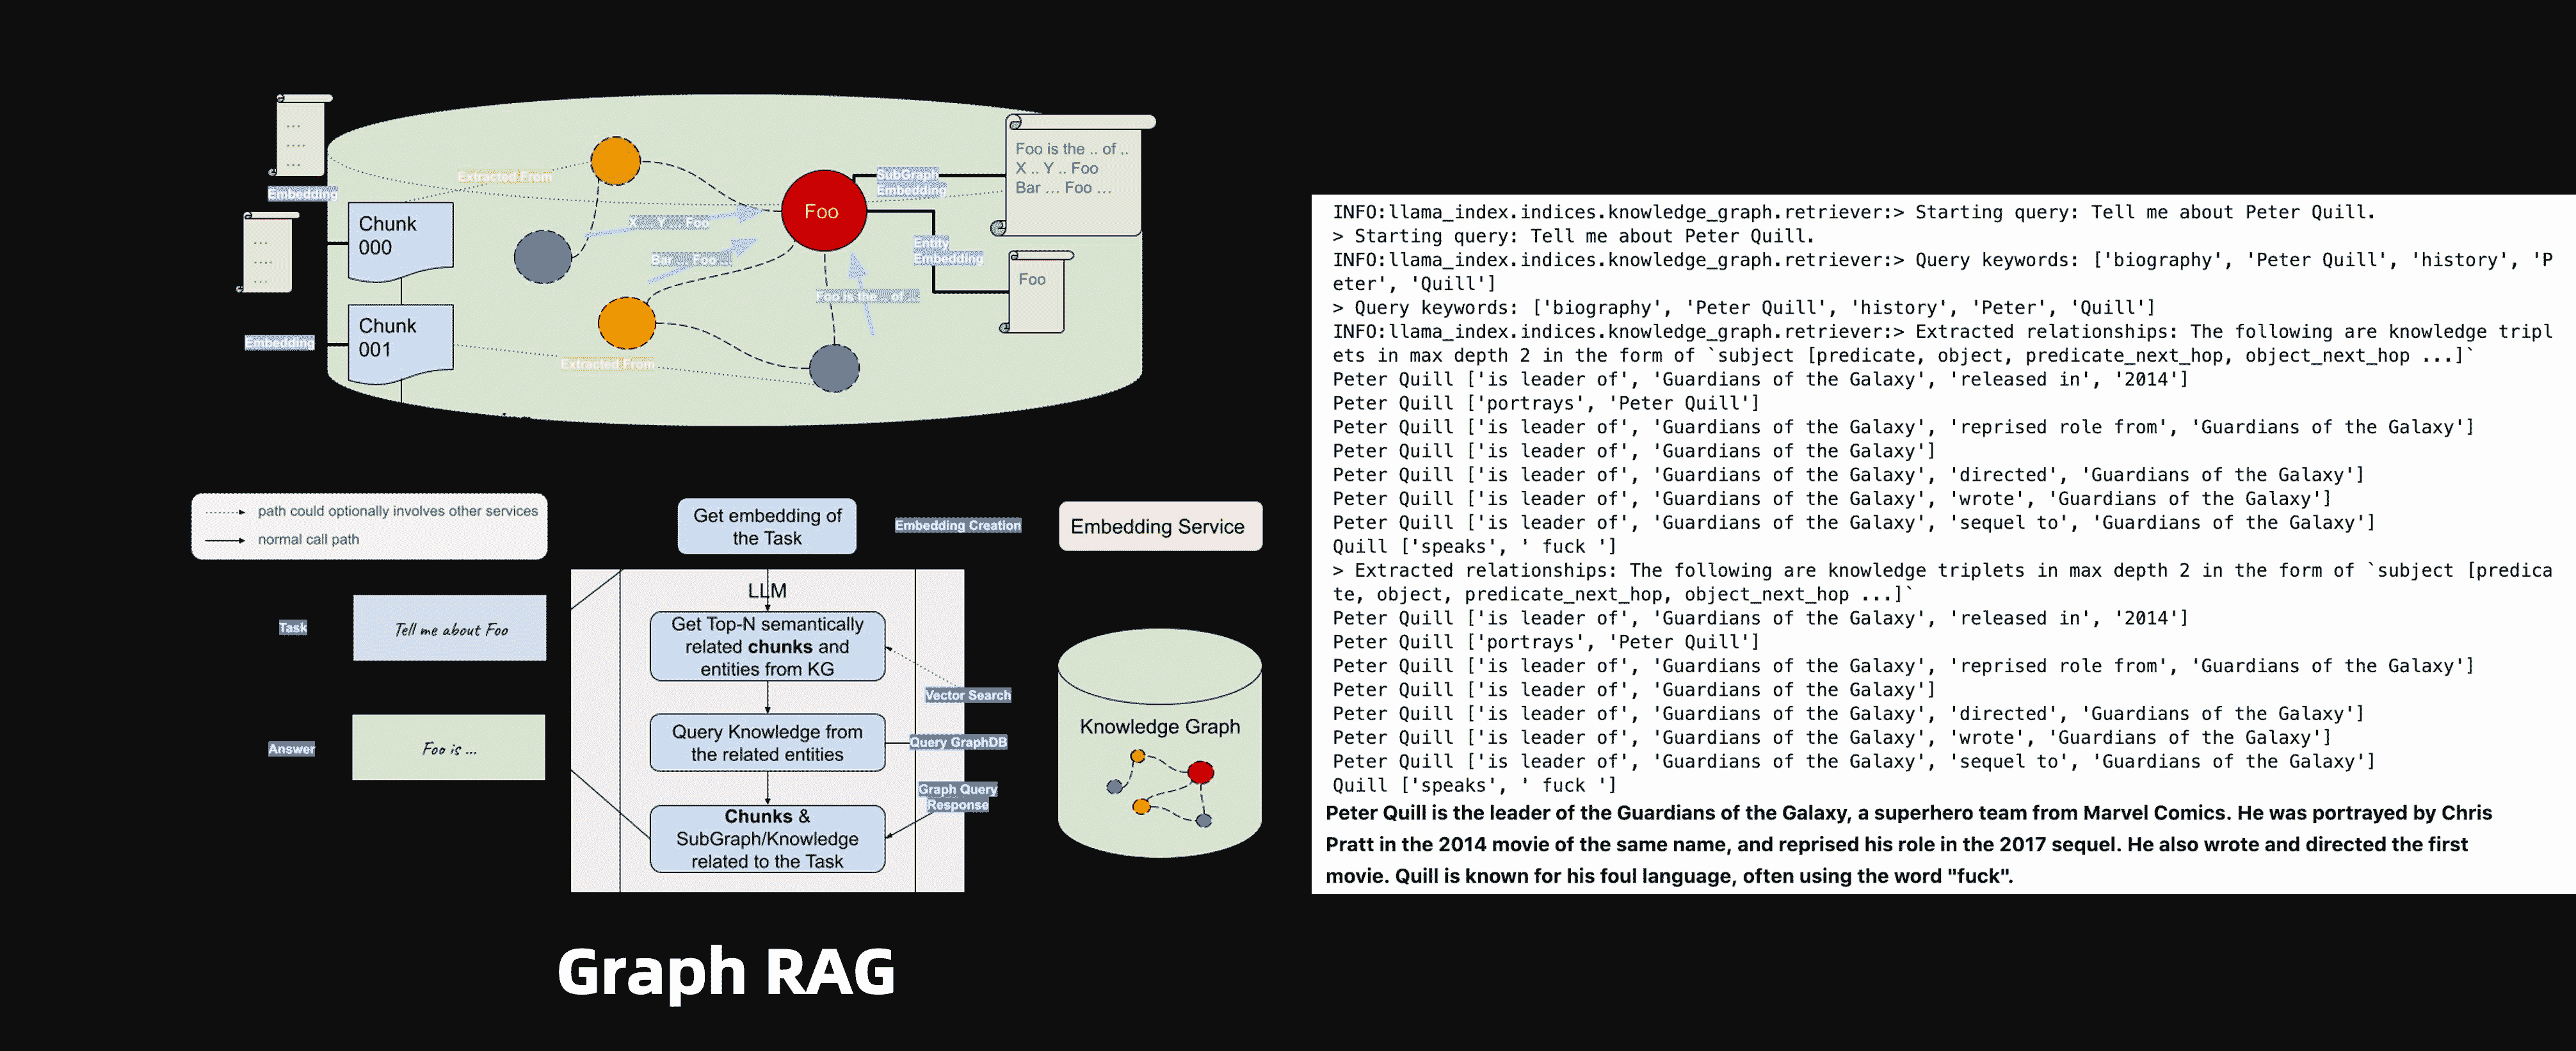 ...
....
...
Embedding
...
....
...
Embedding
Chunk
000
Chunk
001
Extracted From
X ... Y ... Foo
Bar ... Foo ...
Extracted From
Foo
Foo is the .. of ...
SubGraph
Embedding
Entity
Embedding
Foo is the .. of ..
X .. Y .. Foo
Bar ... Foo ...
Foo
path could optionally involves other services
normal call path
Get embedding of
the Task
Embedding Creation
Embedding Service
Task
Tell me about Foo
Answer
Foo is ...
LLM
Get Top-N semantically
related chunks and
entities from KG
Query Knowledge from
the related entities
Chunks &
SubGraph/Knowledge
related to the Task
Vector Search
Query GraphDB
Graph Query
Response
Knowledge Graph
Graph RAG
INFO:llama_index.indices.knowledge_graph.retriever:> Starting query: Tell me about Peter Quill.
> Starting query: Tell me about Peter Quill.
INFO:llama_index.indices.knowledge_graph.retriever:> Query keywords: ['biography', 'Peter Quill', 'history', 'P
eter', 'Quill']
> Query keywords: ['biography', 'Peter Quill', 'history', 'Peter', 'Quill']
INFO:llama_index.indices.knowledge_graph.retriever:> Extracted relationships: The following are knowledge tripl
ets in max depth 2 in the form of `subject [predicate, object, predicate_next_hop, object_next_hop ...]`
Peter Quill ['is leader of', 'Guardians of the Galaxy', 'released in', '2014']
Peter Quill ['portrays', 'Peter Quill']
Peter Quill ['is leader of', 'Guardians of the Galaxy', 'reprised role from', 'Guardians of the Galaxy']
Peter Quill ['is leader of', 'Guardians of the Galaxy']
Peter Quill ['is leader of', 'Guardians of the Galaxy', 'directed', 'Guardians of the Galaxy']
Peter Quill ['is leader of', 'Guardians of the Galaxy', 'wrote', 'Guardians of the Galaxy']
Peter Quill ['is leader of', 'Guardians of the Galaxy', 'sequel to', 'Guardians of the Galaxy']
Quill ['speaks', ' fuck ']
> Extracted relationships: The following are knowledge triplets in max depth 2 in the form of `subject [predica
te, object, predicate_next_hop, object_next_hop ...]`
Peter Quill ['is leader of', 'Guardians of the Galaxy', 'released in', '2014']
Peter Quill ['portrays', 'Peter Quill']
Peter Quill ['is leader of', 'Guardians of the Galaxy', 'reprised role from', 'Guardians of the Galaxy']
Peter Quill ['is leader of', 'Guardians of the Galaxy']
Peter Quill ['is leader of', 'Guardians of the Galaxy', 'directed', 'Guardians of the Galaxy']
Peter Quill ['is leader of', 'Guardians of the Galaxy', 'wrote', 'Guardians of the Galaxy']
Peter Quill ['is leader of', 'Guardians of the Galaxy', 'sequel to', 'Guardians of the Galaxy']
Quill ['speaks', ' fuck ']
Peter Quill is the leader of the Guardians of the Galaxy, a superhero team from Marvel Comics. He was portrayed by Chris
Pratt in the 2014 movie of the same name, and reprised his role in the 2017 sequel. He also wrote and directed the first
movie. Quill is known for his foul language, often using the word "fuck".